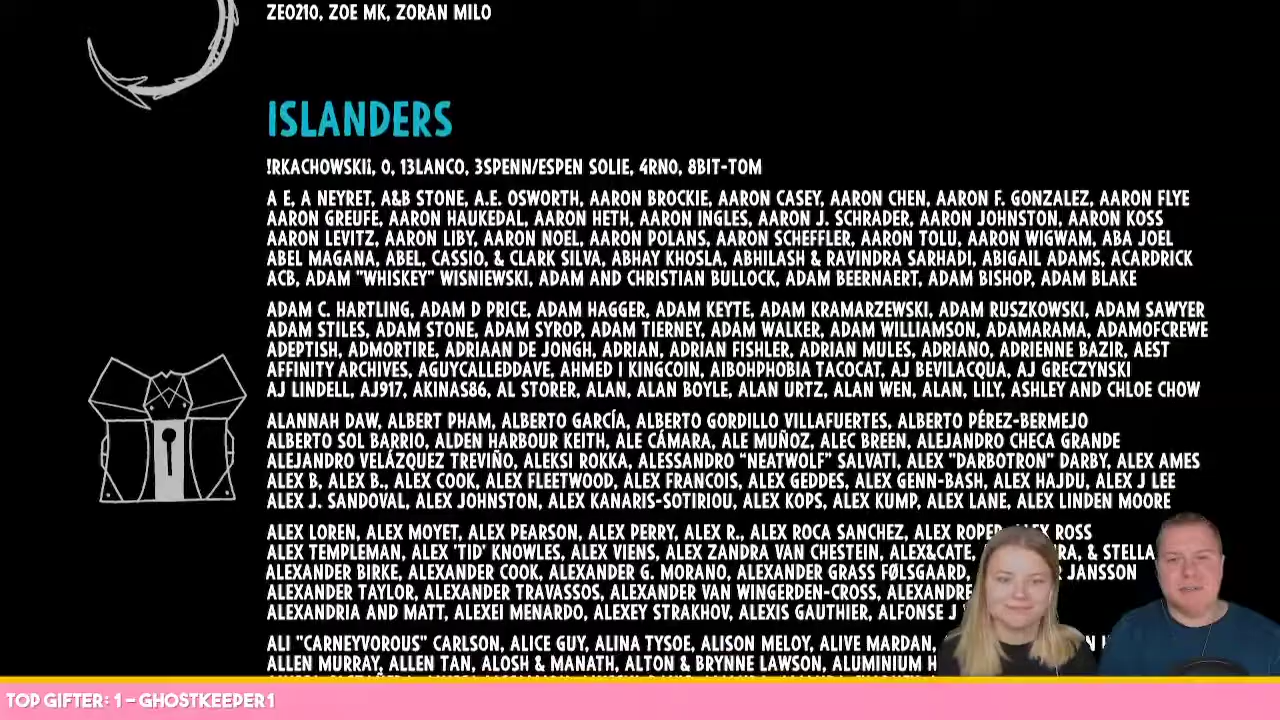 ZEO210, ZOE MK, ZORAN MILO
ISLANDERS
!RKACHOWSKI¡, 0, 13LANCO, 3SPENN/ESPEN SOLIE, 4RN0, 8BIT-TOM
A E, A NEYRET, A&B STONE, A.E. OSWORTH, AARON BROCKIE, AARON CASEY, AARON CHEN, AARON F. GONZALEZ, AARON FLYE
AARON GREUFE, AARON HAUKEDAL, AARON HETH, AARON INGLES, AARON J. SCHRADER, AARON JOHNSTON, AARON KOSS
AARON LEVITZ, AARON LIBY, AARON NOEL, AARON POLANS, AARON SCHEFFLER, AARON TOLU, AARON WIGWAM, ABA JOEL
ABEL MAGANA, ABEL, CASSIO, & CLARK SILVA, ABHAY KHOSLA, ABHILASH & RAVINDRA SARHADI, ABIGAIL ADAMS, ACARDRICK
ACB, ADAM "WHISKEY" WISNIEWSKI, ADAM AND CHRISTIAN BULLOCK, ADAM BEERNAERT, ADAM BISHOP, ADAM BLAKE
ADAM C. HARTLING, ADAM D PRICE, ADAM HAGGER, ADAM KEYTE, ADAM KRAMARZEWSKI, ADAM RUSZKOWSKI, ADAM SAWYER
ADAM STILES, ADAM STONE, ADAM SYROP, ADAM TIERNEY, ADAM WALKER, ADAM WILLIAMSON, ADAMARAMA, ADAMOFCREWE
ADEPTISH, ADMORTIRE, ADRIAAN DE JONGH, ADRIAN, ADRIAN FISHLER, ADRIAN MULES, ADRIANO, ADRIENNE BAZIR, AEST
AFFINITY ARCHIVES, AGUYCALLEDDAVE, AHMED I KINGCOIN, AIBOHPHOBIA TACOCAT, AJ BEVILACQUA, AJ GRECZYNSKI
AJ LINDELL, AJ917, AKINAS86, AL STORER, ALAN, ALAN BOYLE, ALAN URTZ, ALAN WEN, ALAN, LILY, ASHLEY AND CHLOE CHOW
ALANNAH DAW, ALBERT PHAM, ALBERTO GARCÍA, ALBERTO GORDILLO VILLAFUERTES, ALBERTO PÉREZ-BERMEJO
ALBERTO SOL BARRIO, ALDEN HARBOUR KEITH, ALE CÁMARA, ALE MUÑOZ, ALEC BREEN, ALEJANDRO CHECA GRANDE
ALEJANDRO VELÁZQUEZ TREVIÑO, ALEKSI ROKKA, ALESSANDRO “NEATWOLF” SALVATI, ALEX "DARBOTRON" DARBY, ALEX AMES
ALEX B, ALEX B., ALEX COOK, ALEX FLEETWOOD, ALEX FRANCOIS, ALEX GEDDES, ALEX GENN-BASH, ALEX HAJDU, ALEX J LEE
ALEX J. SANDOVAL, ALEX JOHNSTON, ALEX KANARIS-SOTIRIOU, ALEX KOPS, ALEX KUMP, ALEX LANE, ALEX LINDEN MOORE
ALEX LOREN, ALEX MOYET, ALEX PEARSON, ALEX PERRY, ALEX R., ALEX ROCA SANCHEZ, ALEX ROPER, ALEX ROSS
ALEX TEMPLEMAN, ALEX 'TID' KNOWLES, ALEX VIENS, ALEX ZANDRA VAN CHESTEIN, ALEX&CATE, & STELLA
ALEXANDER BIRKE, ALEXANDER COOK, ALEXANDER G. MORANO, ALEXANDER GRASS FØLSGAARD, JANSSON
ALEXANDER TAYLOR, ALEXANDER TRAVASSOS, ALEXANDER VAN WINGERDEN-CROSS,
ALEXANDRIA AND MATT, ALEXEI MENARDO, ALEXEY STRAKHOV, ALEXIS GAUTHIER, ALFONSE J
ALI "CARNEYVOROUS" CARLSON, ALICE GUY, ALINA TYSOE, ALISON MELOY, ALIVE MARDAN,
ALLEN MURRAY, ALLEN TAN, ALOSH & MANATH, ALTON & BRYNNE LAWSON, ALUMINIUM
TOP GIFTER: 1 - GHOSTKEEPER1